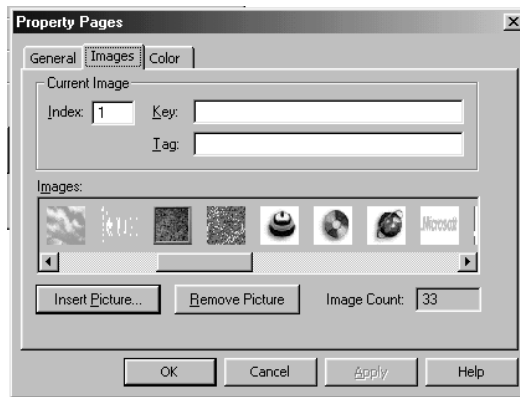 Property Pages
General Images Color
Current Image
Index: 1 Key:
Tag:
Images:
Microsoft
Insert Picture... Remove Picture Image Count: 33
OK Cancel Apply Help